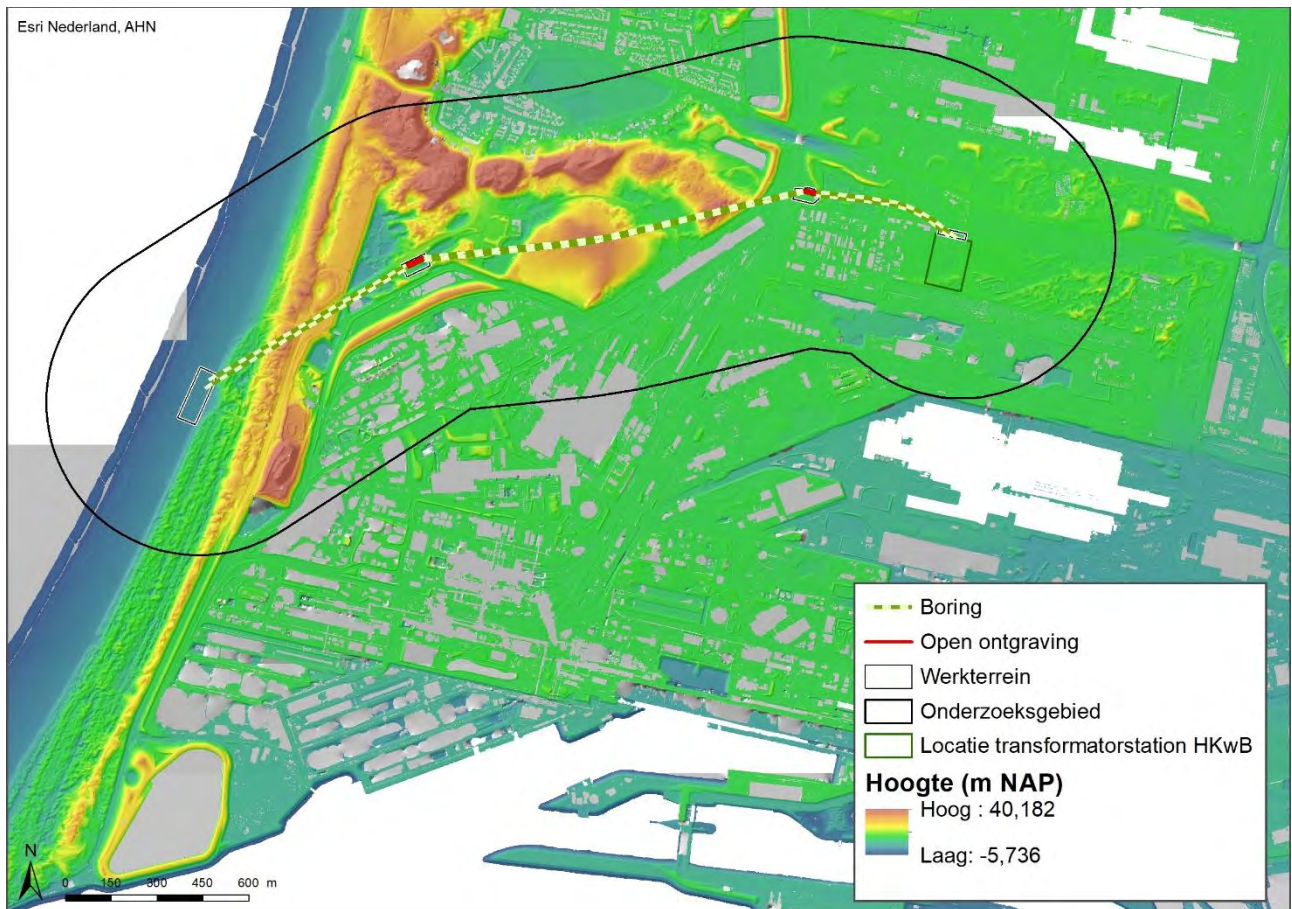 Esri Nederland, AHN
Boring
Open ontgraving
Werkterrein
Onderzoeksgebied
Locatie transformatorstation HKwB
Hoogte (m NAP)
Hoog : 40,182
Laag: -5,736
N
0 150 300 450 600 m